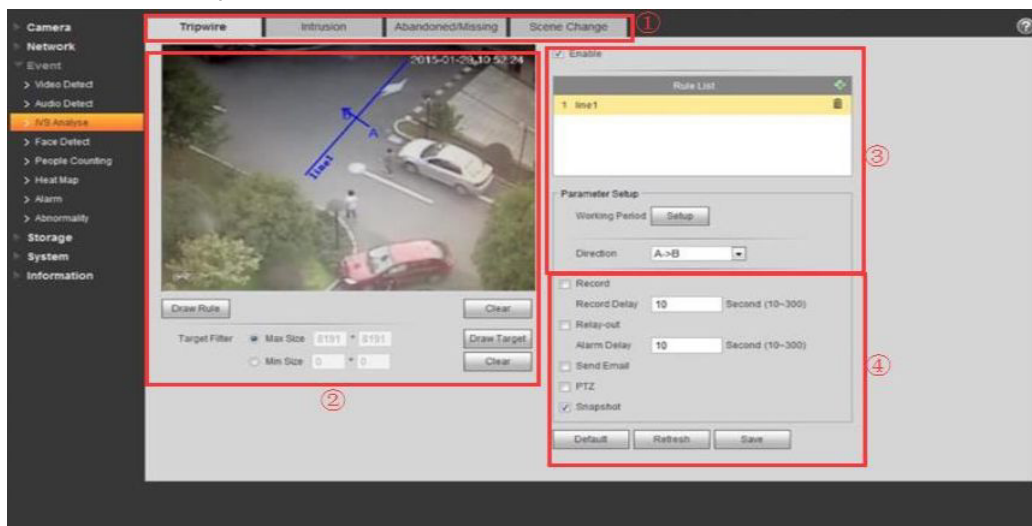 Tripwire
Intrusion
Abandoned/Missing
Scene Change
①
Camera
Network
Event
Video Detect
Audio Detect
IVS Analyse
Face Detect
People Counting
Heat Map
Alarm
Abnormality
Storage
System
Information
2015-01-29 10:52:24
B
A
line1
Draw Rule
Clear
Target Filter Max Size 8191 * 8191 Draw Target
Min Size 0 * 0 Clear
②
Enable
Rule List
1 line1
③
Parameter Setup
Working Period Setup
Direction A->B
Record
Record Delay 10 Second (10~300)
Relay-out
Alarm Delay 10 Second (10~300)
Send Email
④
PTZ
Snapshot
Default Refresh Save